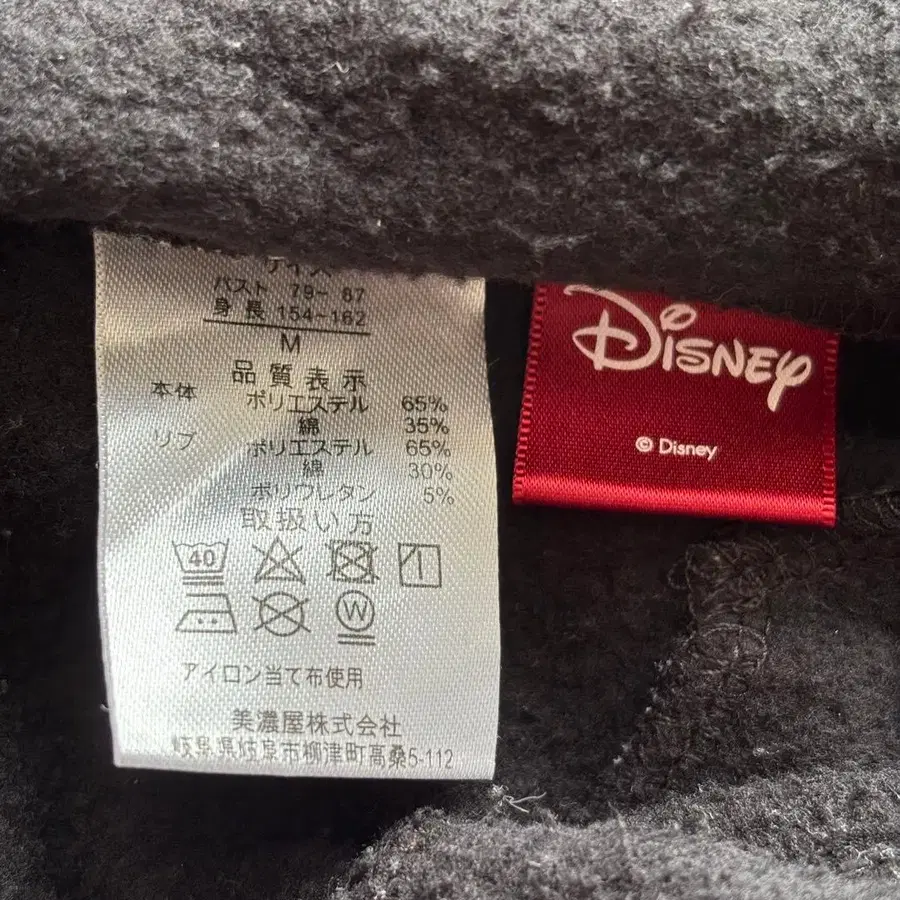 サイズ
バスト 79- 87
身長 154~162
M
品質表示
本体 ポリエステル 65%
綿 35%
リブ ポリエステル 65%
綿 30%
ポリウレタン 5%
取扱い方
40
W
アイロン当て布使用
美濃屋株式会社
岐阜県岐阜市柳津町高桑5-112
Disney
© Disney